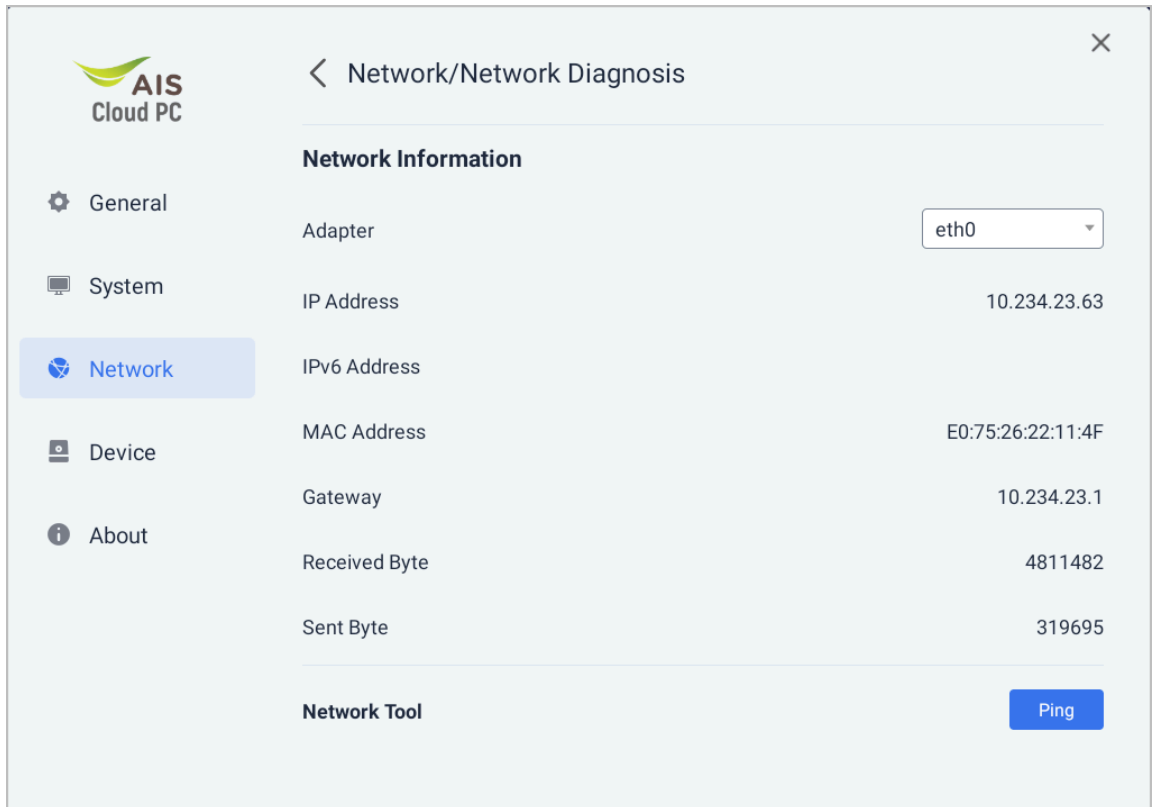 AIS
Cloud PC
General
System
Network
Device
About
Network/Network Diagnosis
Network Information
Adapter eth0
IP Address 10.234.23.63
IPv6 Address
MAC Address E0:75:26:22:11:4F
Gateway 10.234.23.1
Received Byte 4811482
Sent Byte 319695
Network Tool Ping